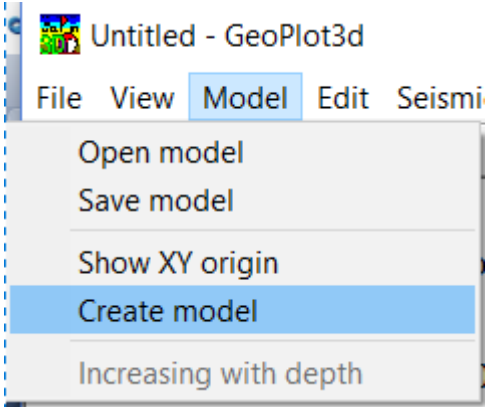 Untitled - GeoPlot3d
File View Model Edit
Open model
Save model
Show XY origin
Create model
Increasing with depth